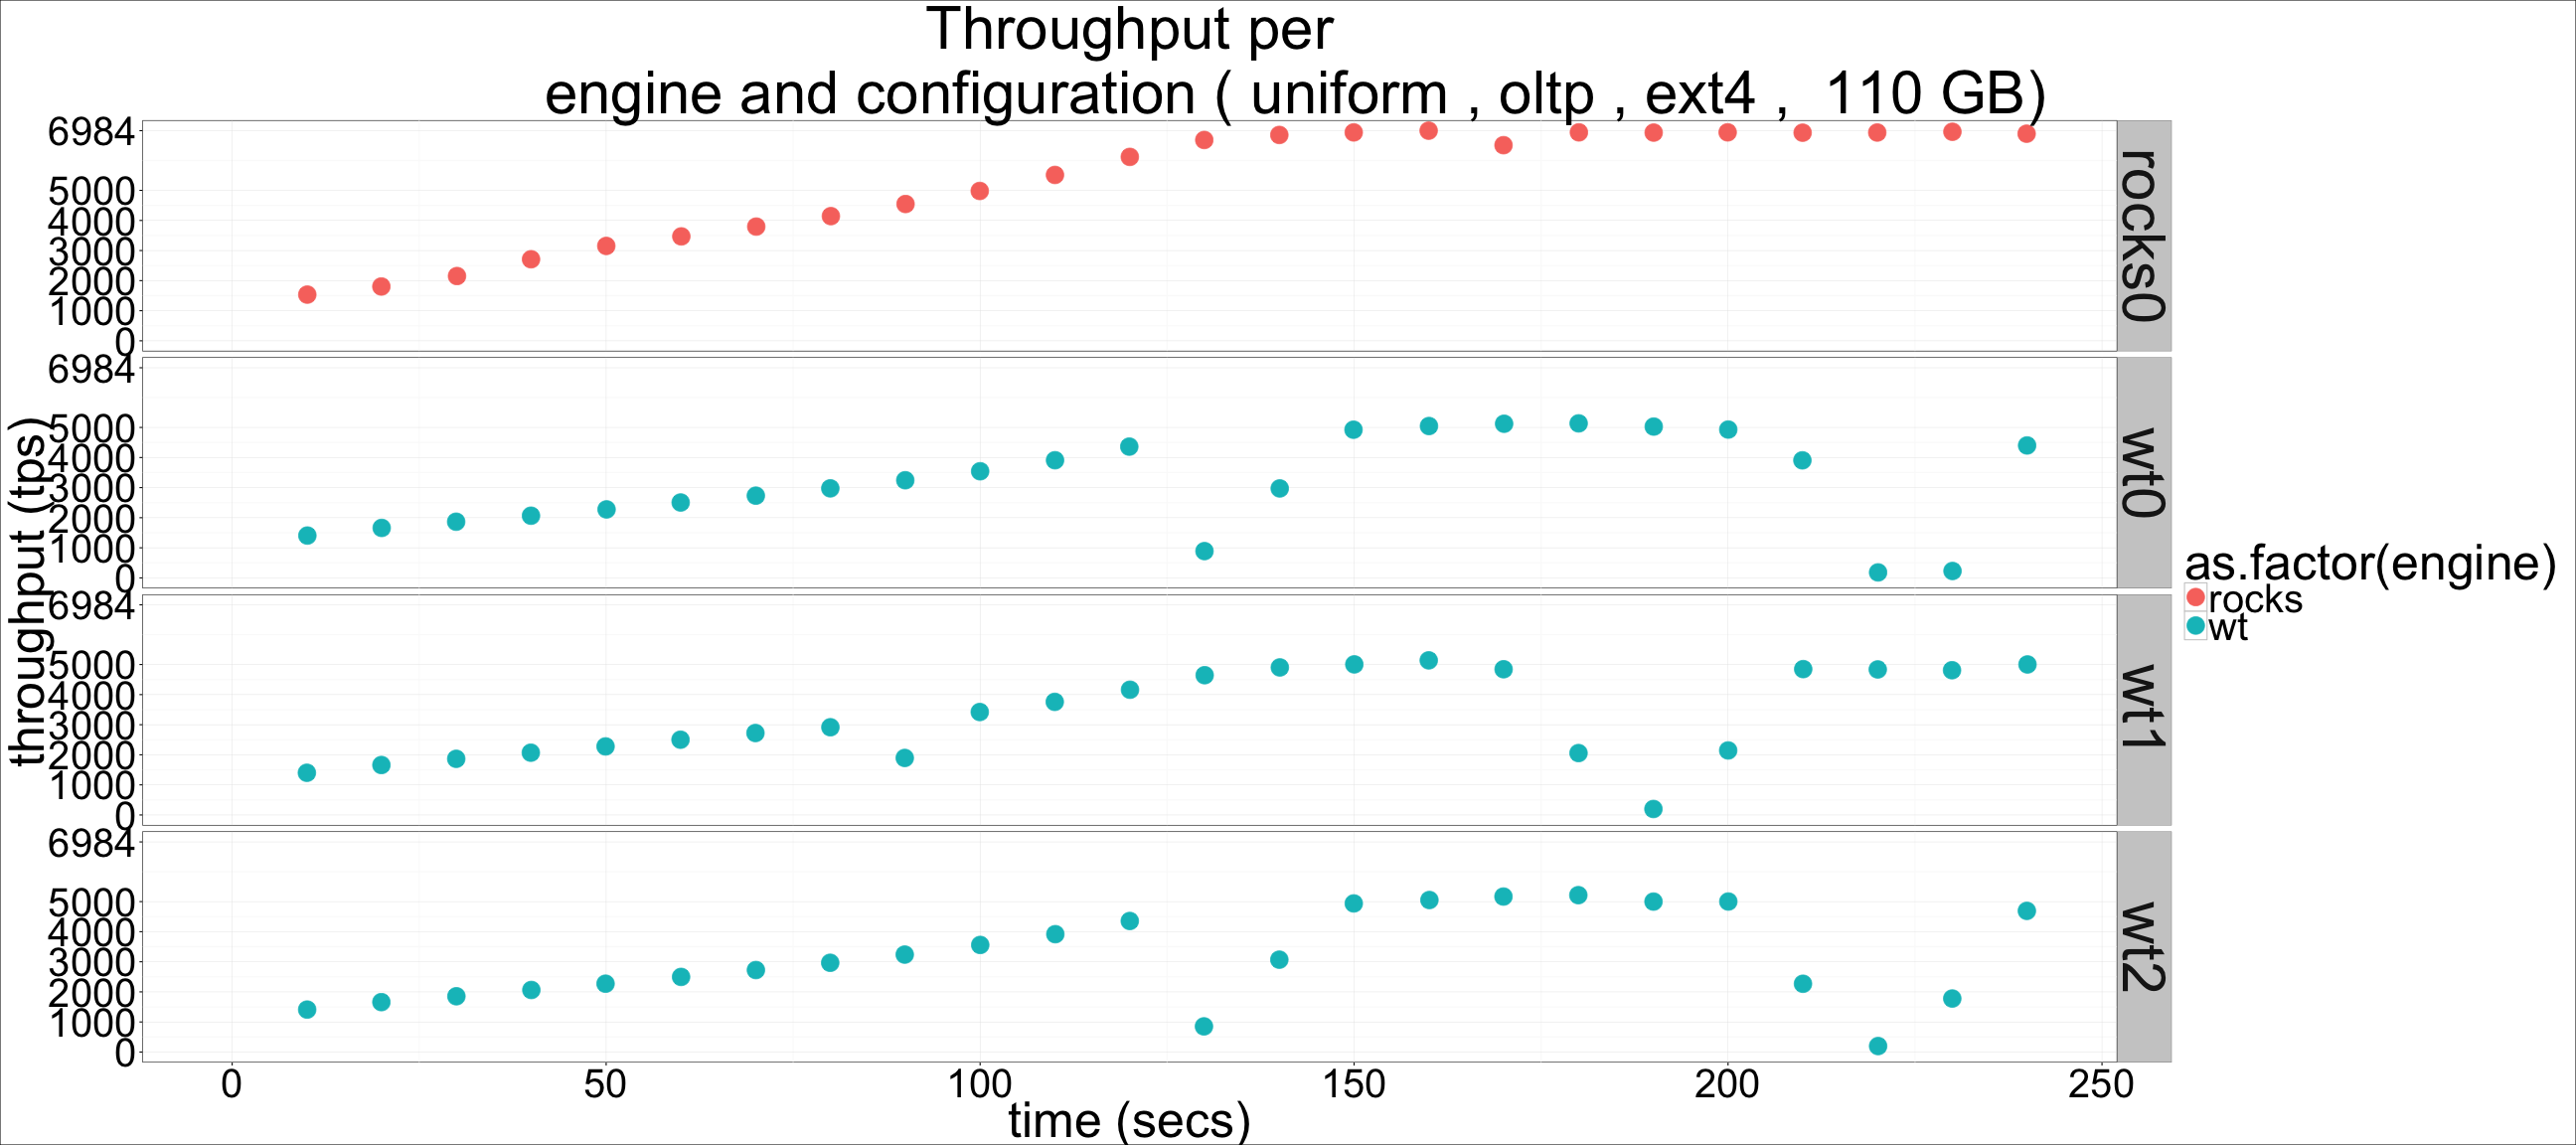 Throughput per
engine and configuration ( uniform , oltp , ext4 ,  110 GB)
throughput (tps)
6984
5000
4000
3000
2000
1000
0
rocks0
6984
5000
4000
3000
2000
1000
0
wt0
6984
5000
4000
3000
2000
1000
0
wt1
6984
5000
4000
3000
2000
1000
0
wt2
0 50 100 150 200 250
time (secs)
as.factor(engine)
rocks
wt